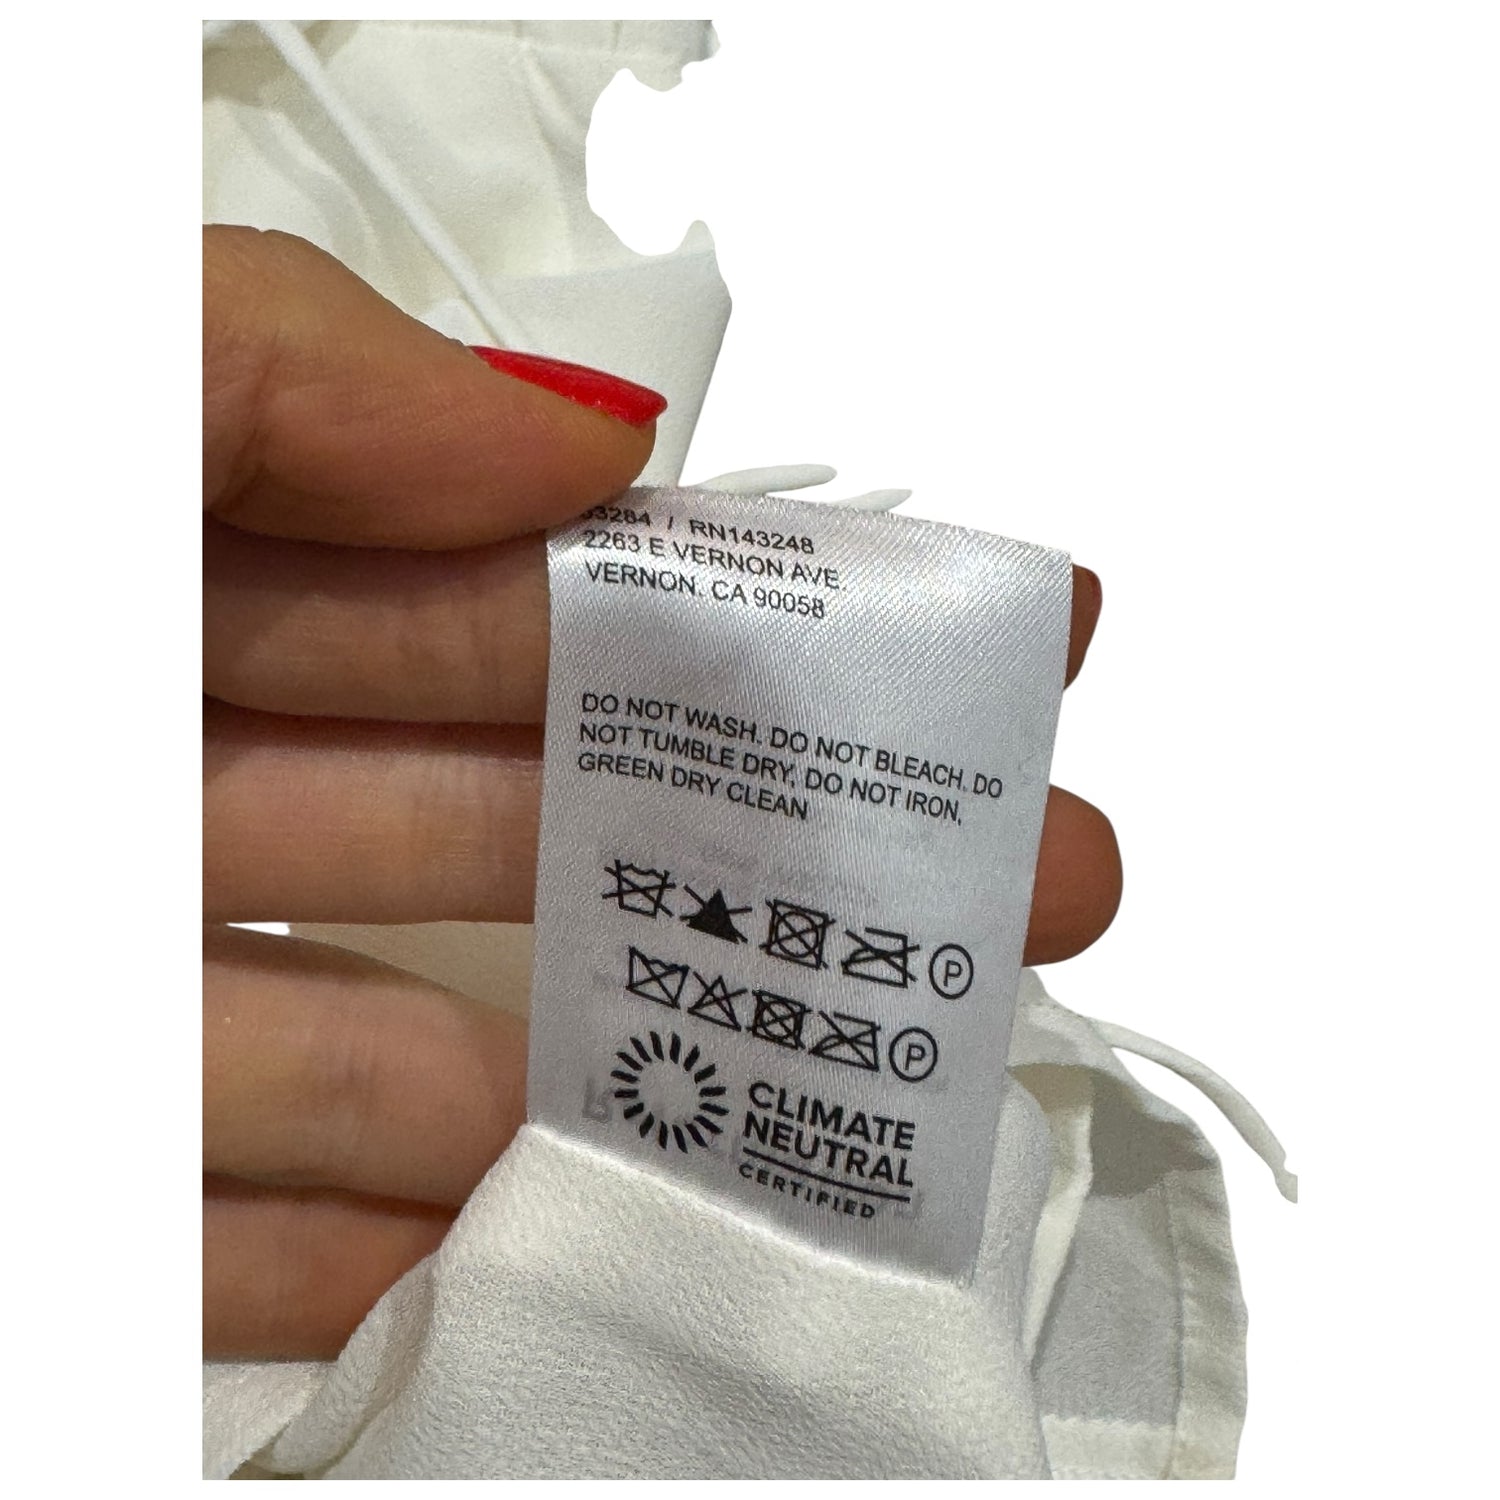 / RN143248
2263 E VERNON AVE.
VERNON, CA 90058
DO NOT WASH. DO NOT BLEACH. DO
NOT TUMBLE DRY, DO NOT IRON,
GREEN DRY CLEAN
P
P
CLIMATE
NEUTRAL
CERTIFIED